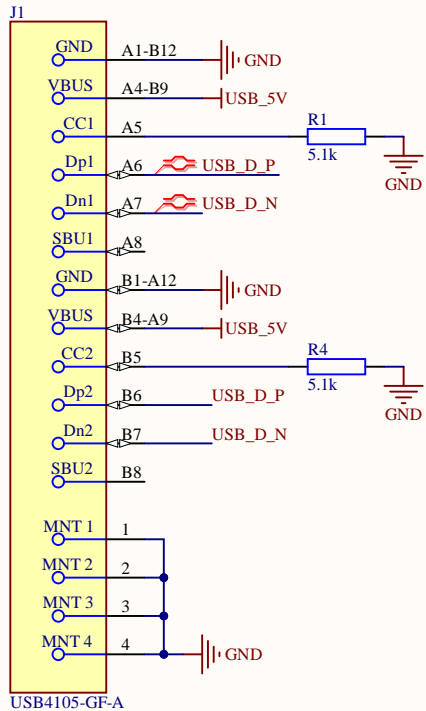 J1
GND A1-B12 GND
VBUS A4-B9 USB_5V
CC1 A5 R1 5.1k GND
Dp1 A6 USB_D_P
Dn1 A7 USB_D_N
SBU1 A8
GND B1-A12 GND
VBUS B4-A9 USB_5V
CC2 B5 R4 5.1k GND
Dp2 B6 USB_D_P
Dn2 B7 USB_D_N
SBU2 B8
MNT 1 1
MNT 2 2
MNT 3 3
MNT 4 4 GND
USB4105-GF-A